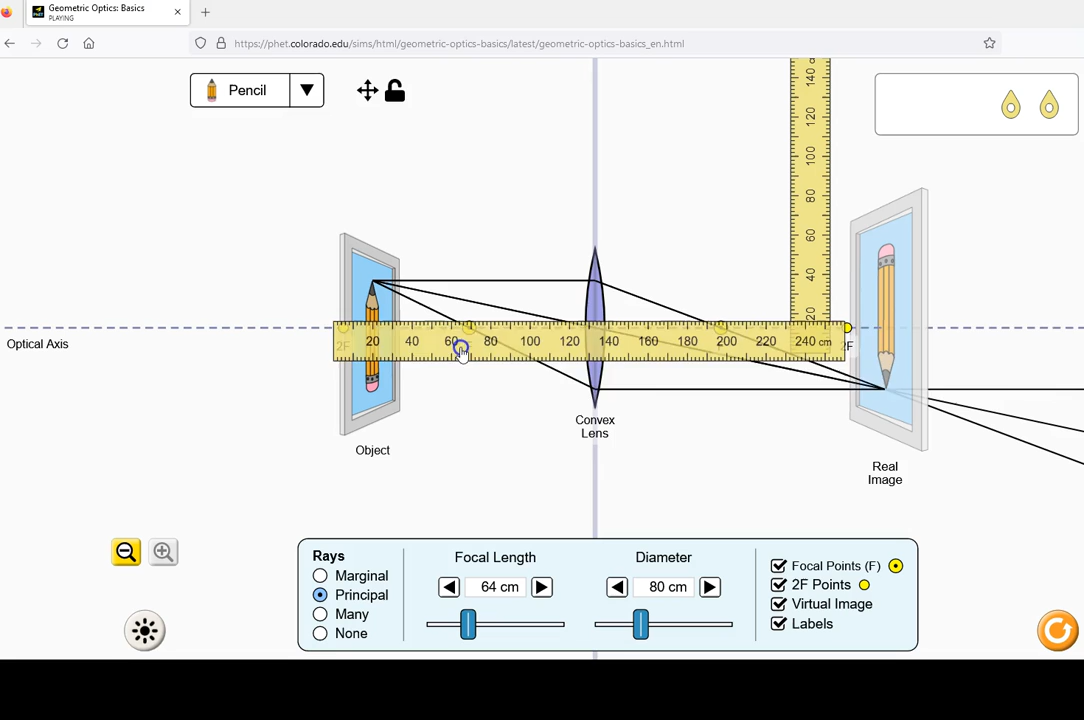 Geometric Optics: Basics
PLAYING
https://phet.colorado.edu/sims/html/geometric-optics-basics/latest/geometric-optics-basics_en.html
Pencil
140
120
100
80
60
40
20
Optical Axis
2F
20 40 60 80 100 120 140 160 180 200 220 240 cm
2F
Object
Convex
Lens
Real
Image
Rays
Marginal
Principal
Many
None
Focal Length
64 cm
Diameter
80 cm
Focal Points (F)
2F Points
Virtual Image
Labels